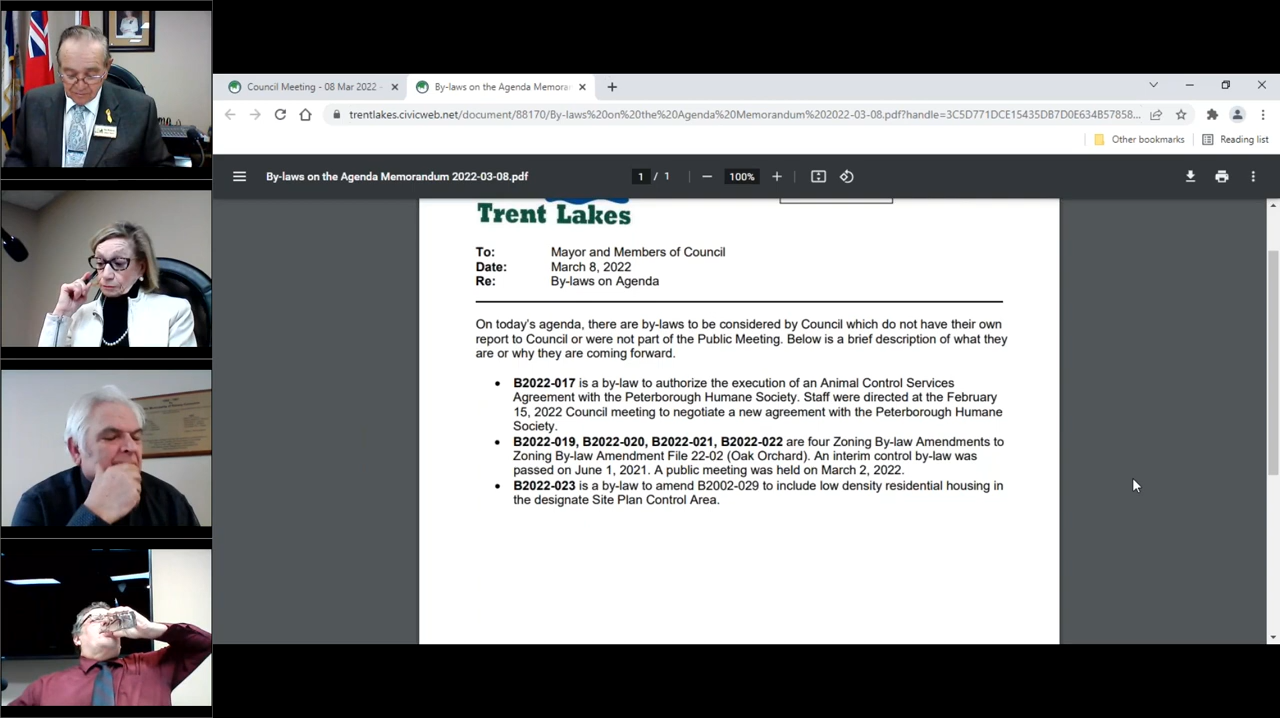 Council Meeting - 08 Mar 2022 -
By-laws on the Agenda Memora
trentlakes.civicweb.net/document/88170/By-laws%20on%20the%20Agenda%20Memorandum%202022-03-08.pdf?handle=3C5D771DCE15435DB7D0E634B57858...
Other bookmarks
Reading list
By-laws on the Agenda Memorandum 2022-03-08.pdf
1 / 1
100%
Trent Lakes
To: Mayor and Members of Council
Date: March 8, 2022
Re: By-laws on Agenda
On today's agenda, there are by-laws to be considered by Council which do not have their own
report to Council or were not part of the Public Meeting. Below is a brief description of what they
are or why they are coming forward.
• B2022-017 is a by-law to authorize the execution of an Animal Control Services
Agreement with the Peterborough Humane Society. Staff were directed at the February
15, 2022 Council meeting to negotiate a new agreement with the Peterborough Humane
Society.
• B2022-019, B2022-020, B2022-021, B2022-022 are four Zoning By-law Amendments to
Zoning By-law Amendment File 22-02 (Oak Orchard). An interim control by-law was
passed on June 1, 2021. A public meeting was held on March 2, 2022.
• B2022-023 is a by-law to amend B2002-029 to include low density residential housing in
the designate Site Plan Control Area.